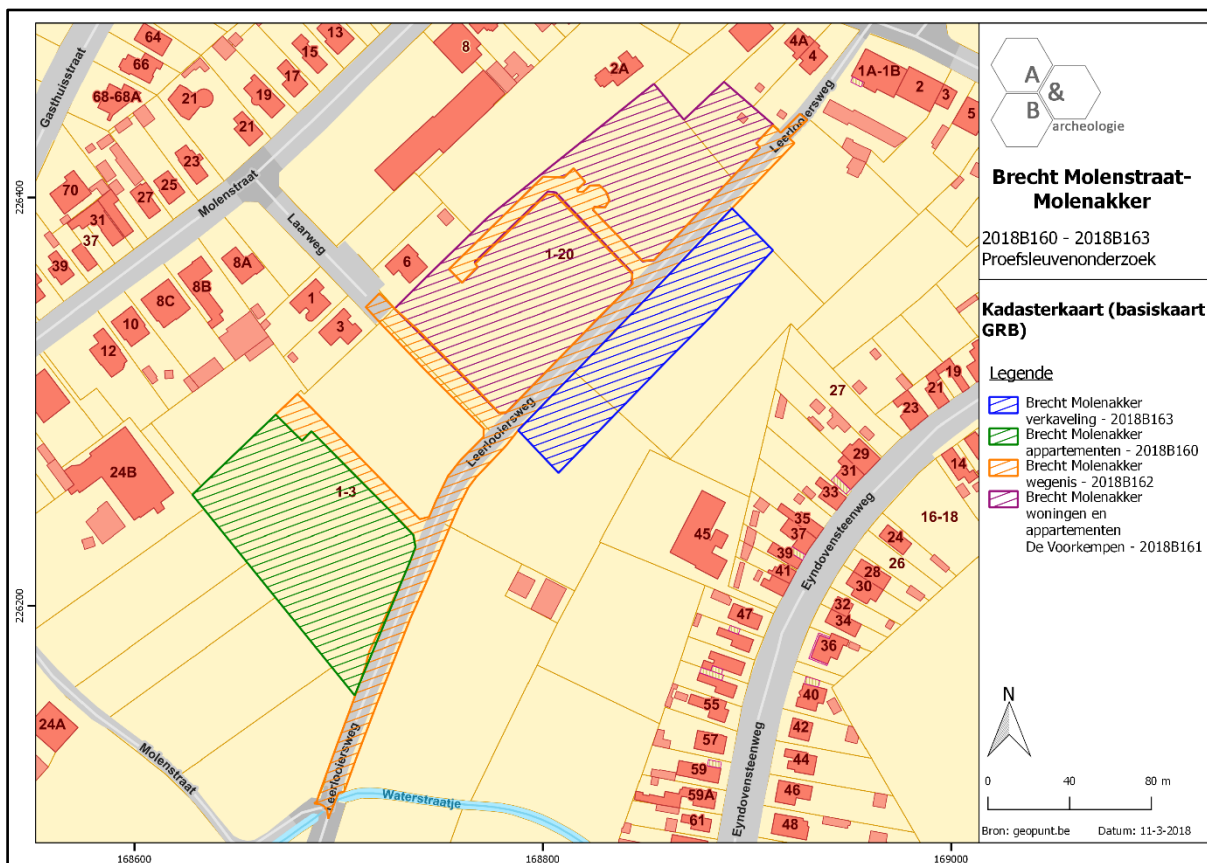 64
66
68-68A
21
13
15
17
19
21
8
2A
4A
4
1A-1B
2
3
5
Gasthuisstraat
Leerlooiersweg
23
25
27
70
31
37
39
Molenstraat
Laarweg
6
8A
8B
8C
10
12
1
3
1-20
226400
24B
1-3
Leerlooiersweg
27
19
21
23
29
31
33
35
37
39
41
14
16-18
24
26
28
30
32
34
36
45
47
Eyndovensteenweg
226200
24A
Molenstraat
Leerlooiersweg
Waterstraatje
55
57
59
59A
61
40
42
44
46
48
Eyndovensteenweg
168600
168800
169000
A
&
B
archeologie
Brecht Molenstraat-
Molenakker
2018B160 - 2018B163
Proefsleuvenonderzoek
Kadasterkaart (basiskaart
GRB)
Legende
Brecht Molenakker
verkaveling - 2018B163
Brecht Molenakker
appartementen - 2018B160
Brecht Molenakker
wegenis - 2018B162
Brecht Molenakker
woningen en
appartementen
De Voorkempen - 2018B161
N
0 40 80 m
Bron: geopunt.be Datum: 11-3-2018